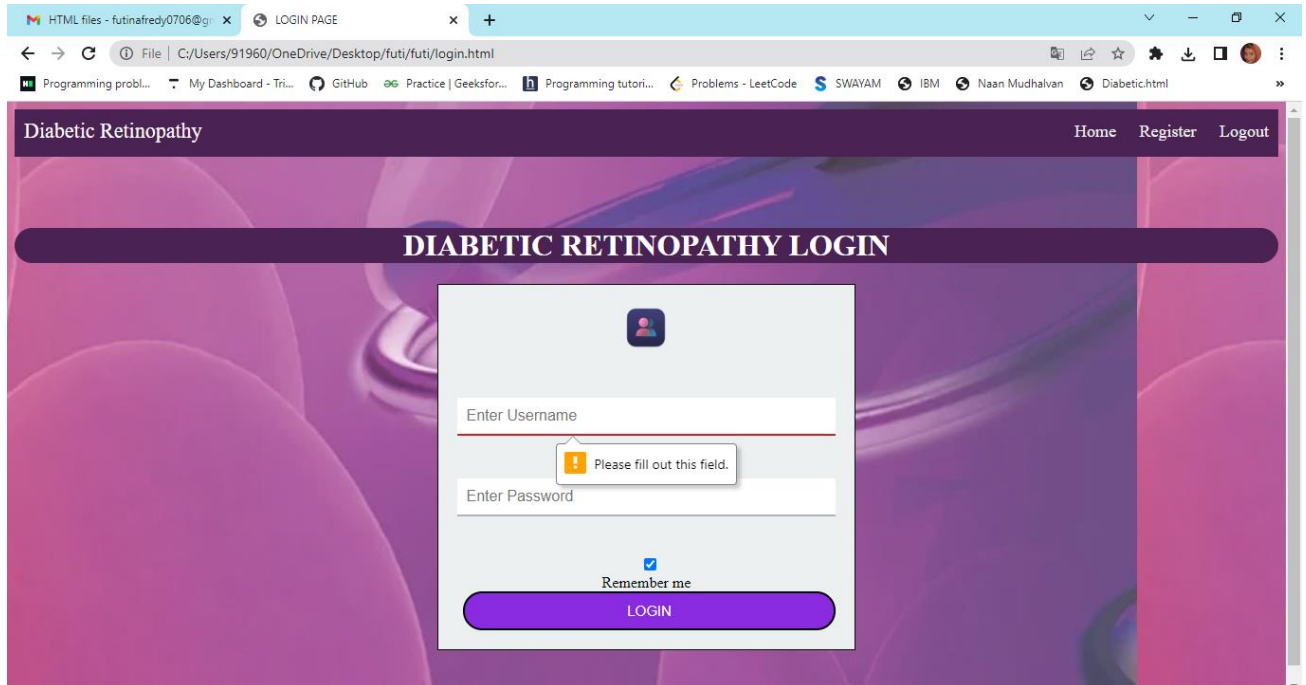 HTML files - futinafredy0706@gm
LOGIN PAGE
File | C:/Users/91960/OneDrive/Desktop/futi/futi/login.html
Programming probl... My Dashboard - Tri... GitHub Practice | Geeksfor... Programming tutori... Problems - LeetCode SWAYAM IBM Naan Mudhalvan Diabetic.html »
Diabetic Retinopathy Home Register Logout
DIABETIC RETINOPATHY LOGIN
Enter Username
Please fill out this field.
Enter Password
Remember me
LOGIN